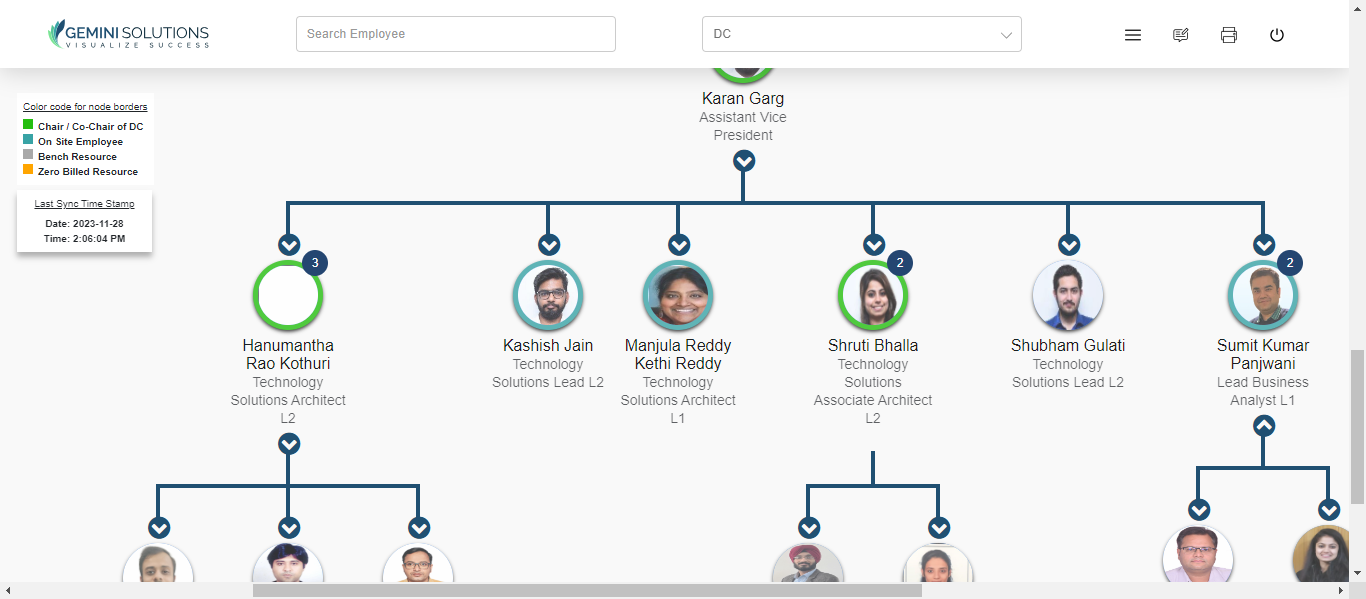 GEMINI SOLUTIONS
VISUALIZE SUCCESS
Search Employee
DC
Karan Garg
Assistant Vice
President
Color code for node borders
Chair / Co-Chair of DC
On Site Employee
Bench Resource
Zero Billed Resource
Last Sync Time Stamp
Date: 2023-11-28
Time: 2:06:04 PM
3
Hanumantha
Rao Kothuri
Technology
Solutions Architect
L2
Kashish Jain
Technology
Solutions Lead L2
Manjula Reddy
Kethi Reddy
Technology
Solutions Architect
L1
2
Shruti Bhalla
Technology
Solutions
Associate Architect
L2
Shubham Gulati
Technology
Solutions Lead L2
2
Sumit Kumar
Panjwani
Lead Business
Analyst L1